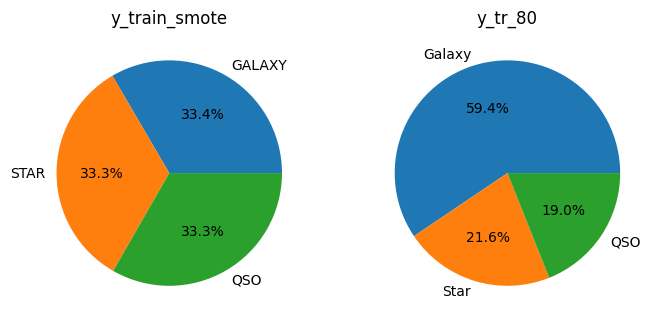 y_train_smote
GALAXY
33.4%
STAR
33.3%
33.3%
QSO
y_tr_80
Galaxy
59.4%
21.6%
Star
19.0%
QSO